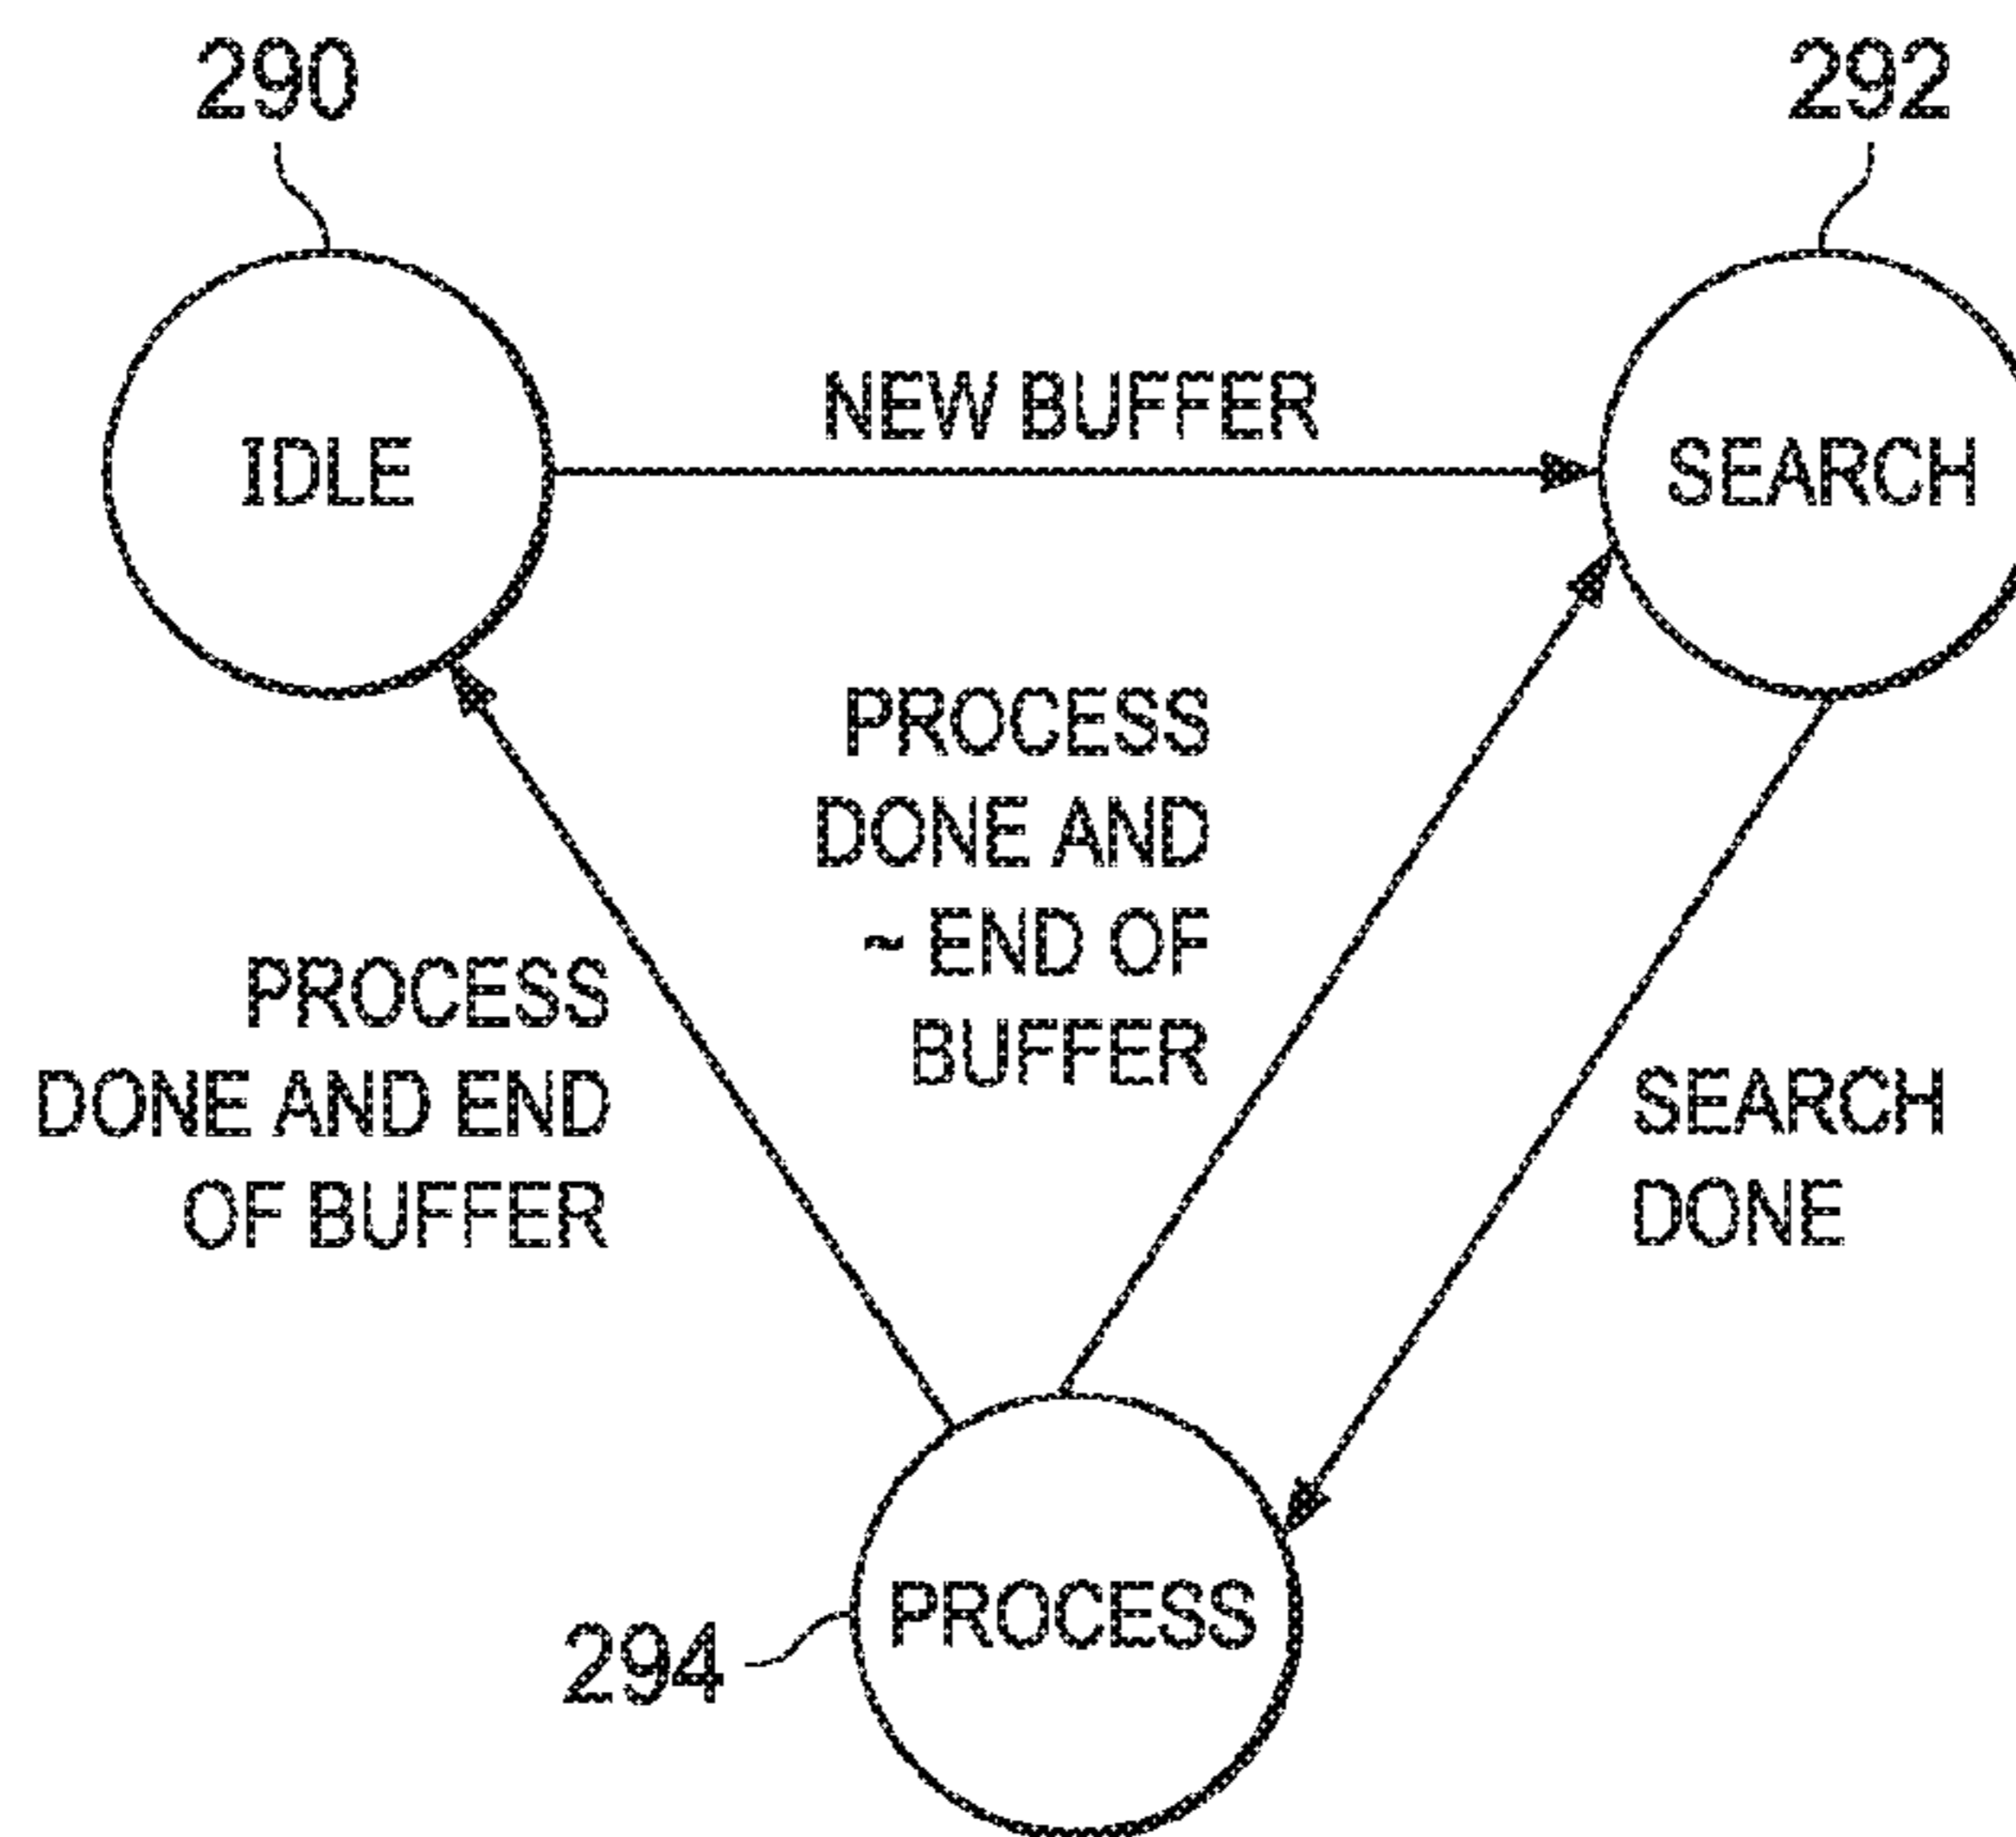 290
292
NEW BUFFER
IDLE
SEARCH
PROCESS
DONE AND
~ END OF
BUFFER
PROCESS
DONE AND END
OF BUFFER
SEARCH
DONE
PROCESS
294